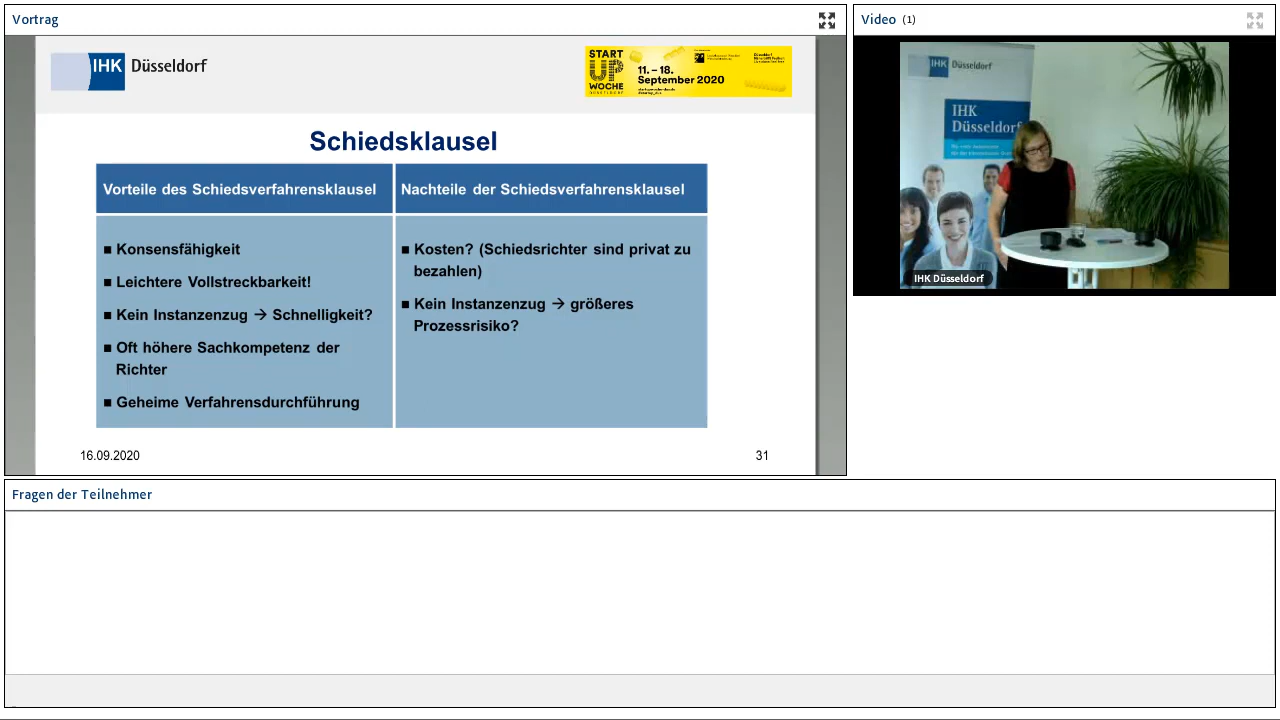 Vortrag
IHK Düsseldorf
START
UP
WOCHE
DÜSSELDORF
11. – 18.
September 2020
Schiedsklausel
Vorteile des Schiedsverfahrensklausel
■ Konsensfähigkeit
■ Leichtere Vollstreckbarkeit!
■ Kein Instanzenzug → Schnelligkeit?
■ Oft höhere Sachkompetenz der
Richter
■ Geheime Verfahrensdurchführung
Nachteile der Schiedsverfahrensklausel
■ Kosten? (Schiedsrichter sind privat zu
bezahlen)
■ Kein Instanzenzug → größeres
Prozessrisiko?
16.09.2020
31
Video (1)
IHK Düsseldorf
IHK
Düsseldorf
IHK Düsseldorf
Fragen der Teilnehmer